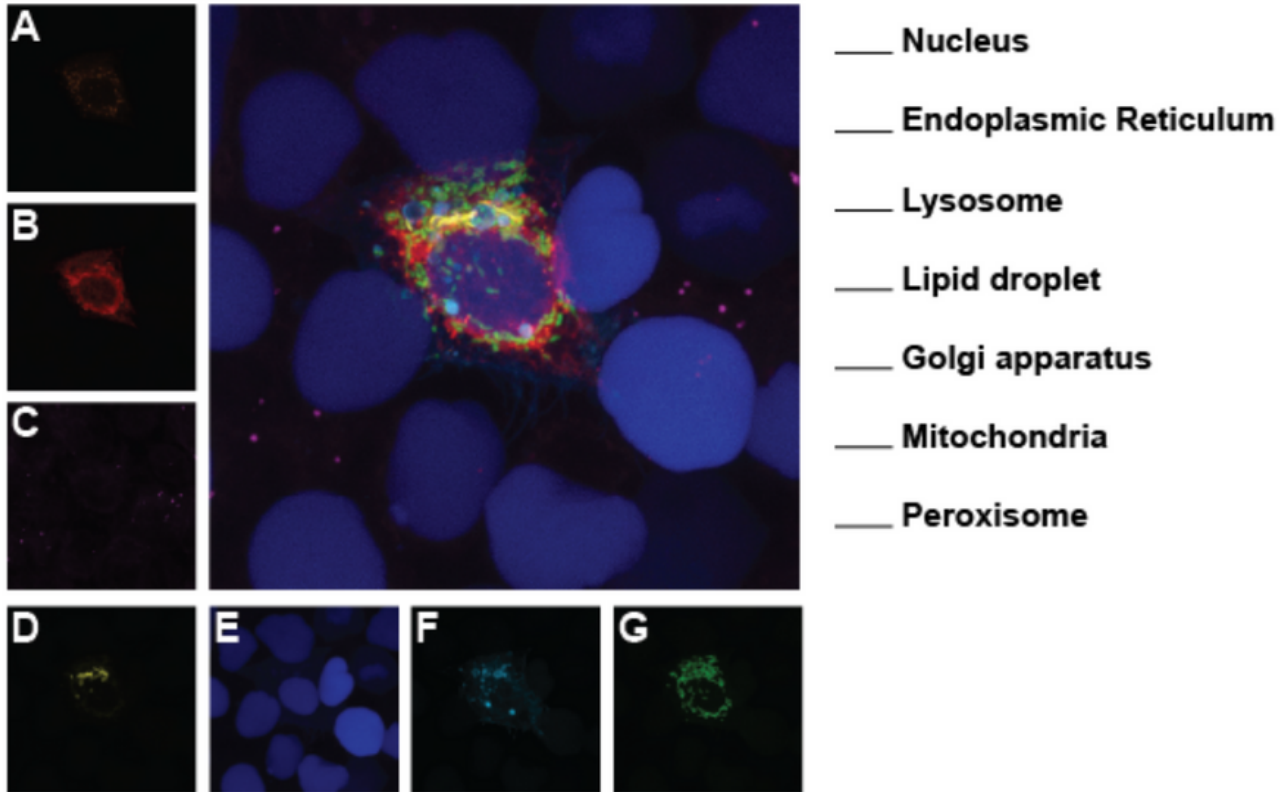 A
B
C
D
E
F
G
____ Nucleus
____ Endoplasmic Reticulum
____ Lysosome
____ Lipid droplet
____ Golgi apparatus
____ Mitochondria
____ Peroxisome